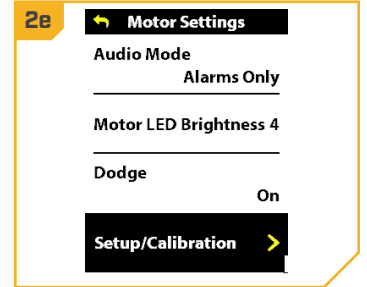 2e
Motor Settings
Audio Mode
Alarms Only
Motor LED Brightness 4
Dodge
On
Setup/Calibration